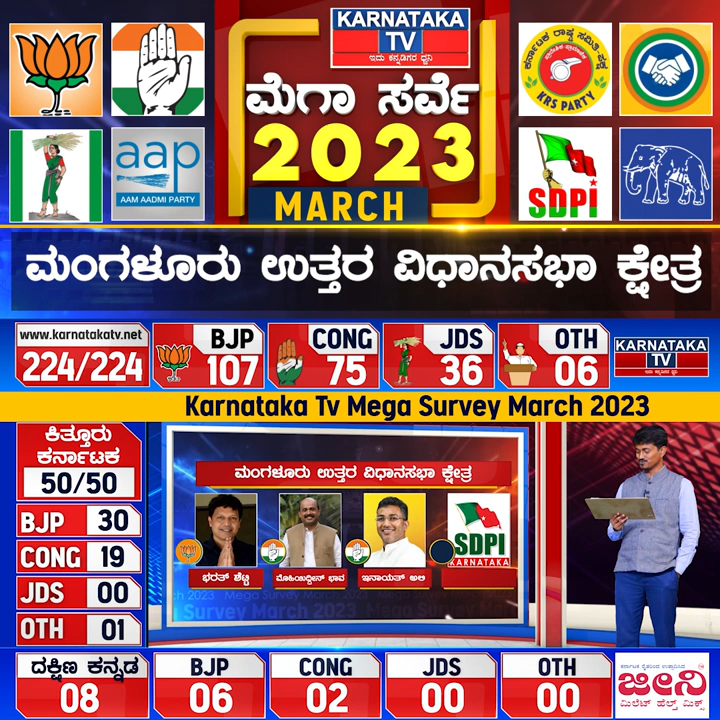 KARNATAKA
TV
ಇದು ಕನ್ನಡಿಗರ ಧ್ವನಿ
ಮೆಗಾ ಸರ್ವೆ
2023
MARCH
aap
AAM AADMI PARTY
ಕರ್ನಾಟಕ ರಾಷ್ಟ್ರ ಸಮಿತಿ-ಪಕ್ಷ
KRS PARTY
SDPI
ಮಂಗಳೂರು ಉತ್ತರ ವಿಧಾನಸಭಾ ಕ್ಷೇತ್ರ
www.karnatakatv.net
224/224
BJP
107
CONG
75
JDS
36
OTH
06
KARNATAKA
TV
Karnataka Tv Mega Survey March 2023
ಕಿತ್ತೂರು
ಕರ್ನಾಟಕ
50/50
BJP 30
CONG 19
JDS 00
OTH 01
ಮಂಗಳೂರು ಉತ್ತರ ವಿಧಾನಸಭಾ ಕ್ಷೇತ್ರ
ಭರತ್ ಶೆಟ್ಟಿ
ಮೊಹಿಯುದ್ದೀನ್ ಭಾವ
ಇನಾಯತ್ ಅಲಿ
SDPI
KARNATAKA
ದಕ್ಷಿಣ ಕನ್ನಡ
08
BJP
06
CONG
02
JDS
00
OTH
00
ಜೀನಿ
ಮಿಲೆಟ್ ಹೆಲ್ತ್ ಮಿಕ್ಸ್